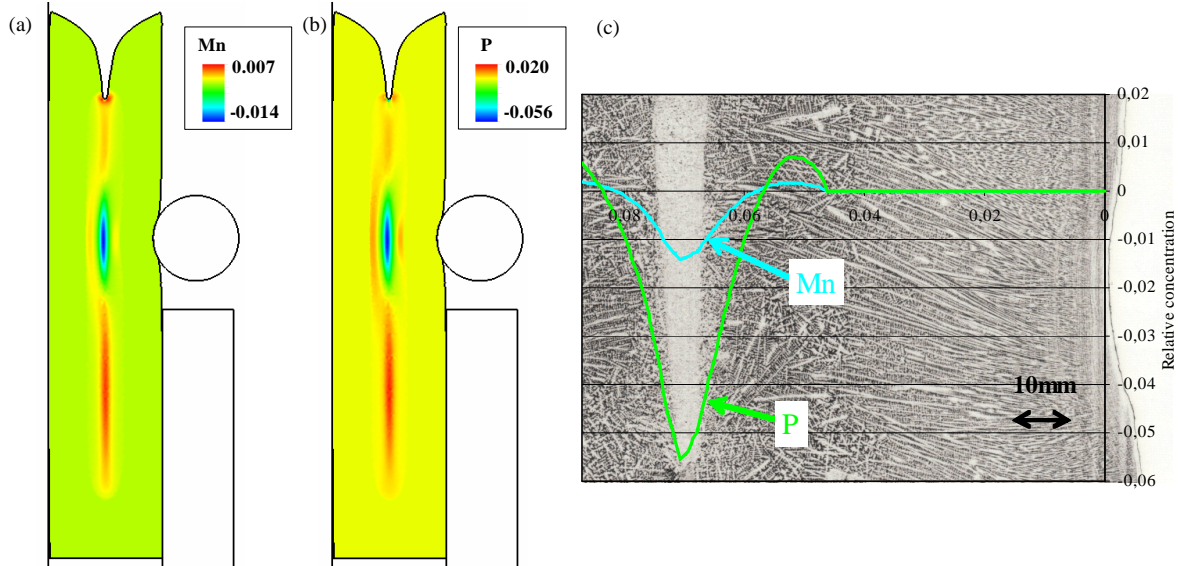 (a)
Mn
0.007
-0.014
(b)
P
0.020
-0.056
(c)
0,02
0,01
0
-0,01
-0,02
-0,03
-0,04
-0,05
-0,06
0,08
0,06
0,04
0,02
0
Relative concentration
Mn
P
10mm